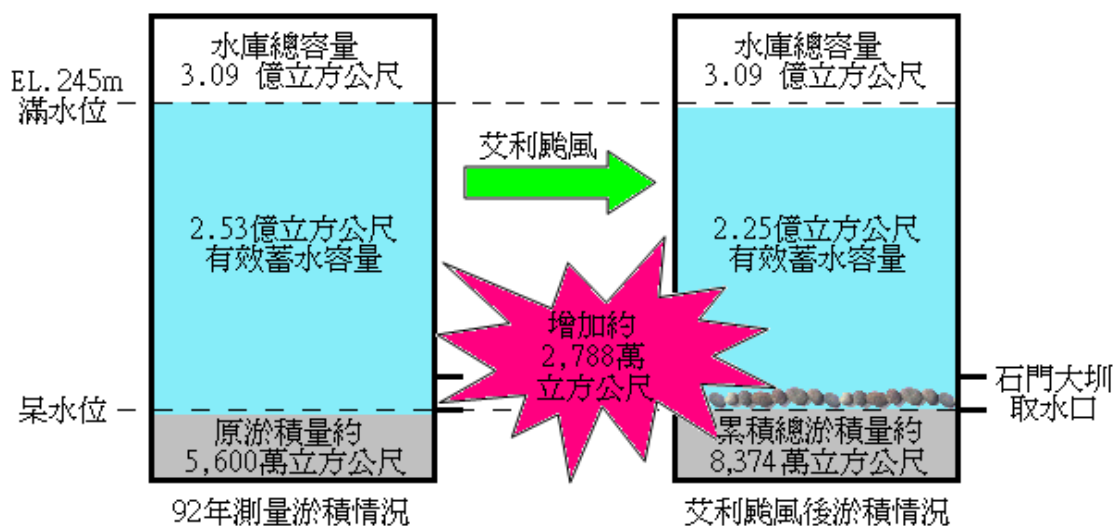 水庫總容量
3.09 億立方公尺
水庫總容量
3.09 億立方公尺
EL.245m
滿水位
艾利颱風
2.53億立方公尺
有效蓄水容量
2.25億立方公尺
有效蓄水容量
增加約
2,788萬
立方公尺
石門大圳
取水口
呆水位
原淤積量約
5,600萬立方公尺
累積總淤積量約
8,374萬立方公尺
92年測量淤積情況
艾利颱風後淤積情況